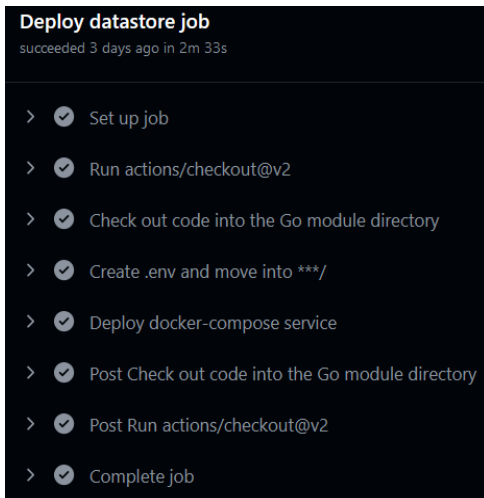 Deploy datastore job
succeeded 3 days ago in 2m 33s
Set up job
Run actions/checkout@v2
Check out code into the Go module directory
Create .env and move into ***/
Deploy docker-compose service
Post Check out code into the Go module directory
Post Run actions/checkout@v2
Complete job